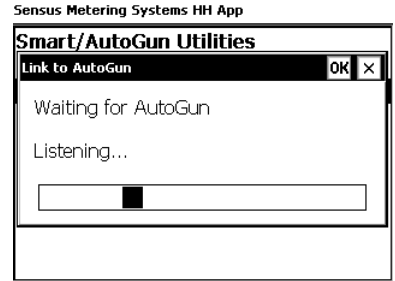 Sensus Metering Systems HH App
Smart/AutoGun Utilities
Link to AutoGun OK ×
Waiting for AutoGun
Listening...